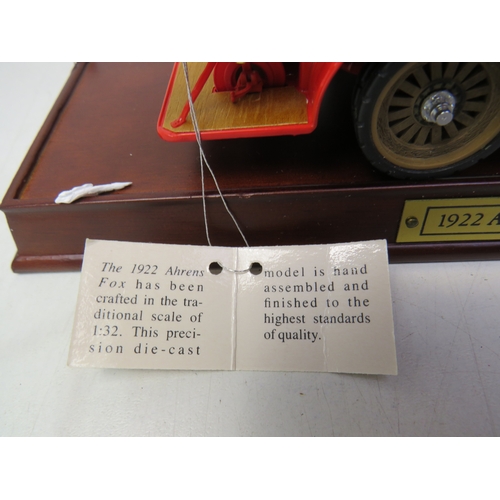 1922 A
The 1922 Ahrens
Fox has been
crafted in the tra-
ditional scale of
1:32. This preci-
sion die-cast
model is hand
assembled and
finished to the
highest standards
of quality.